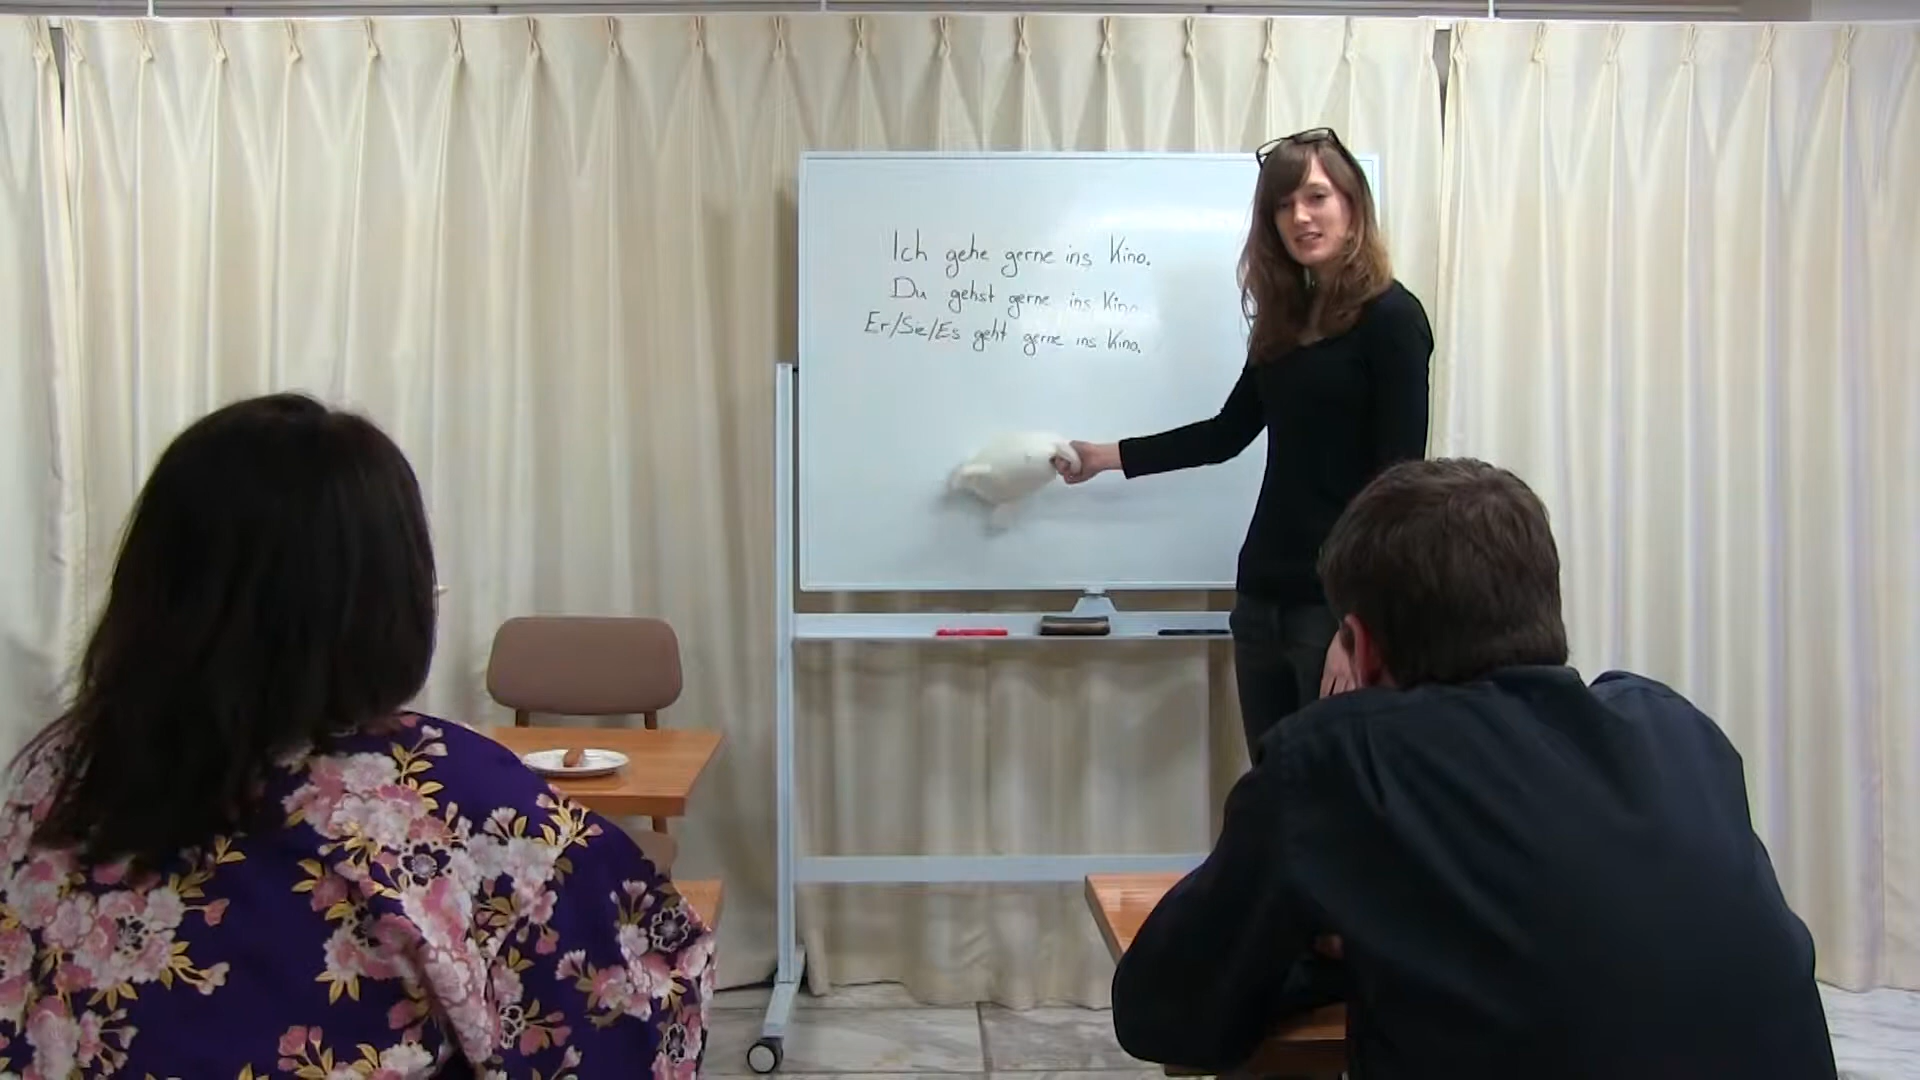 Ich gehe gerne ins Kino.
Du gehst gerne ins Kino
Er/Sie/Es geht gerne ins Kino.